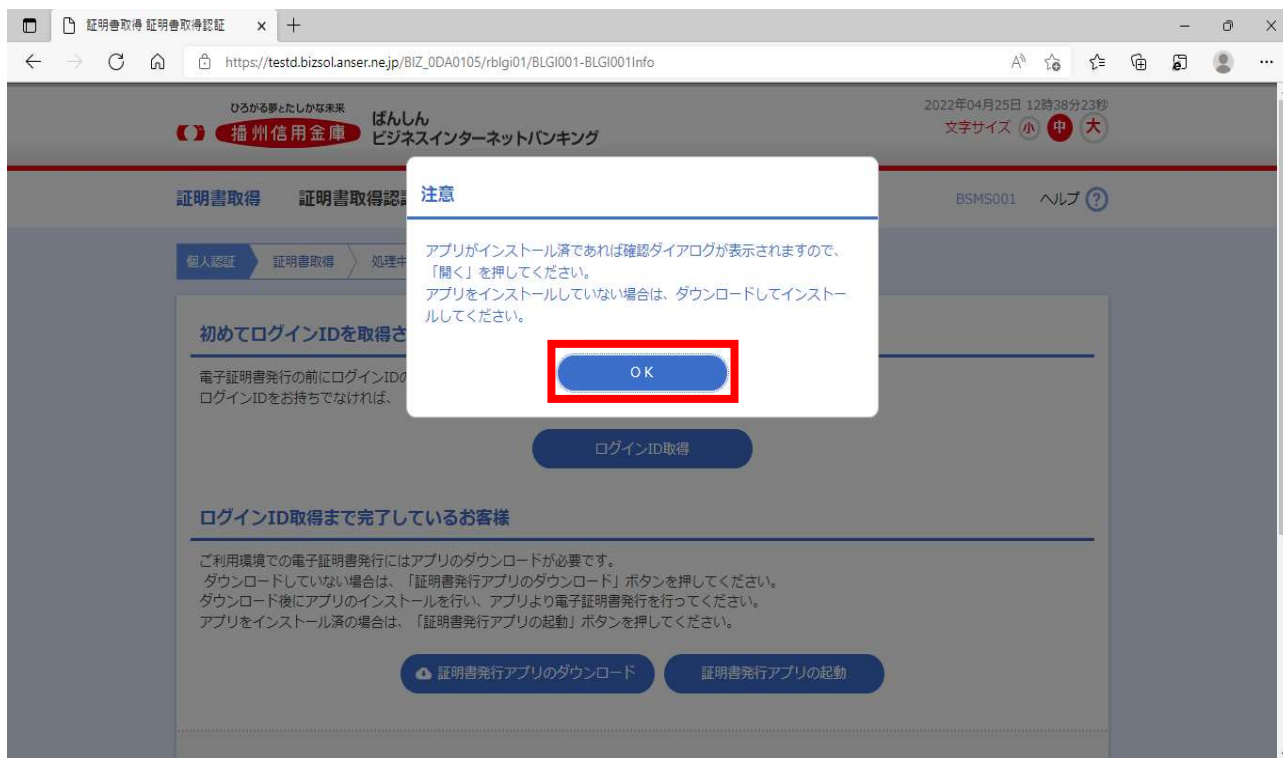 証明書取得 証明書取得認証
https://testd.bizsol.anser.ne.jp/BIZ_0DA0105/rblgi01/BLGI001-BLGI001Info
ひろがる夢とたしかな未来
播州信用金庫
ばんしん
ビジネスインターネットバンキング
2022年04月25日 12時38分23秒
文字サイズ 小 中 大
証明書取得 証明書取得認
BSMS001 ヘルプ ?
個人認証 証明書取得 処理中
注意
アプリがインストール済であれば確認ダイアログが表示されますので、
「開く」を押してください。
アプリをインストールしていない場合は、ダウンロードしてインストー
ルしてください。
OK
初めてログインIDを取得さ
電子証明書発行の前にログインIDの
ログインIDをお持ちでなければ、
ログインID取得
ログインID取得まで完了しているお客様
ご利用環境での電子証明書発行にはアプリのダウンロードが必要です。
ダウンロードしていない場合は、「証明書発行アプリのダウンロード」ボタンを押してください。
ダウンロード後にアプリのインストールを行い、アプリより電子証明書発行を行ってください。
アプリをインストール済の場合は、「証明書発行アプリの起動」ボタンを押してください。
証明書発行アプリのダウンロード
証明書発行アプリの起動